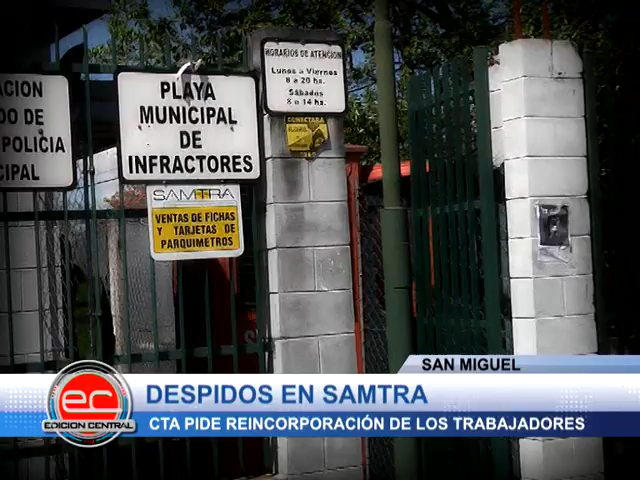 ACION
DO DE
POLICIA
CIPAL
PLAYA
MUNICIPAL
DE
INFRACTORES
HORARIOS DE ATENCION
Lunes a Viernes
8 a 20 hs.
Sábados
8 a 14 hs.
SAMTRA
VENTAS DE FICHAS
Y TARJETAS DE
PARQUIMETROS
SAN MIGUEL
DESPIDOS EN SAMTRA
CTA PIDE REINCORPORACIÓN DE LOS TRABAJADORES
ec
EDICION CENTRAL